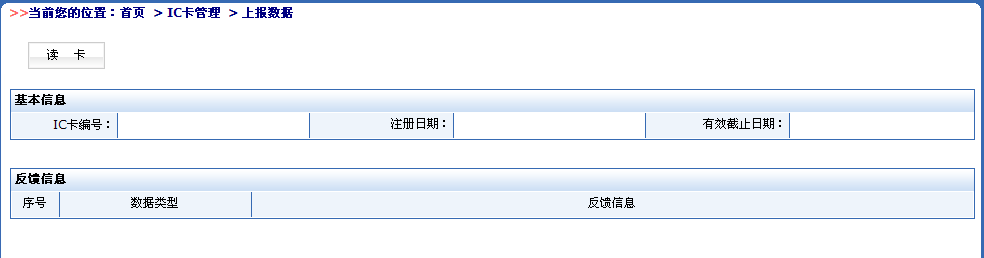 >>当前您的位置：首页 > IC卡管理 > 上报数据
读 卡
基本信息
IC卡编号： 注册日期： 有效截止日期：
反馈信息
序号 数据类型 反馈信息